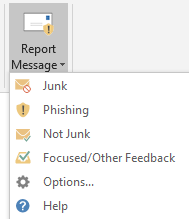 Report
Message
Junk
Phishing
Not Junk
Focused/Other Feedback
Options...
Help